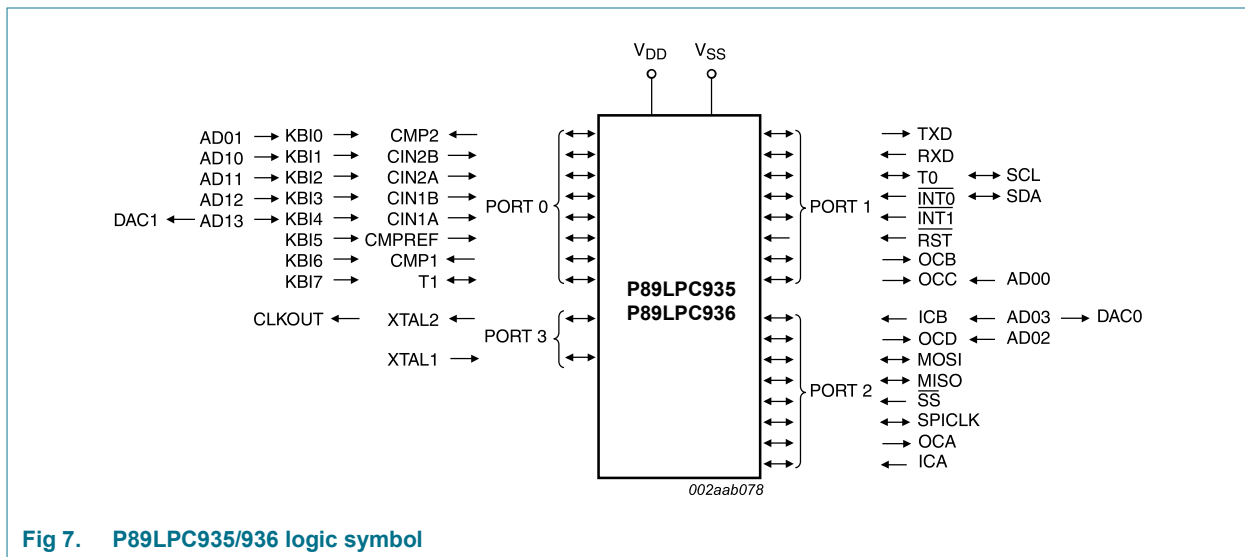 VDD VSS
AD01 KBI0 CMP2 TXD
AD10 KBI1 CIN2B RXD
AD11 KBI2 CIN2A T0 SCL
AD12 KBI3 CIN1B INT0 SDA
DAC1 AD13 KBI4 CIN1A PORT 0 PORT 1 INT1
KBI5 CMPREF RST
KBI6 CMP1 OCB
KBI7 T1 OCC AD00
P89LPC935
P89LPC936
CLKOUT XTAL2 PORT 3 ICB AD03 DAC0
OCD AD02
XTAL1 MOSI
MISO
PORT 2 SS
SPICLK
OCA
ICA
002aab078
Fig 7. P89LPC935/936 logic symbol